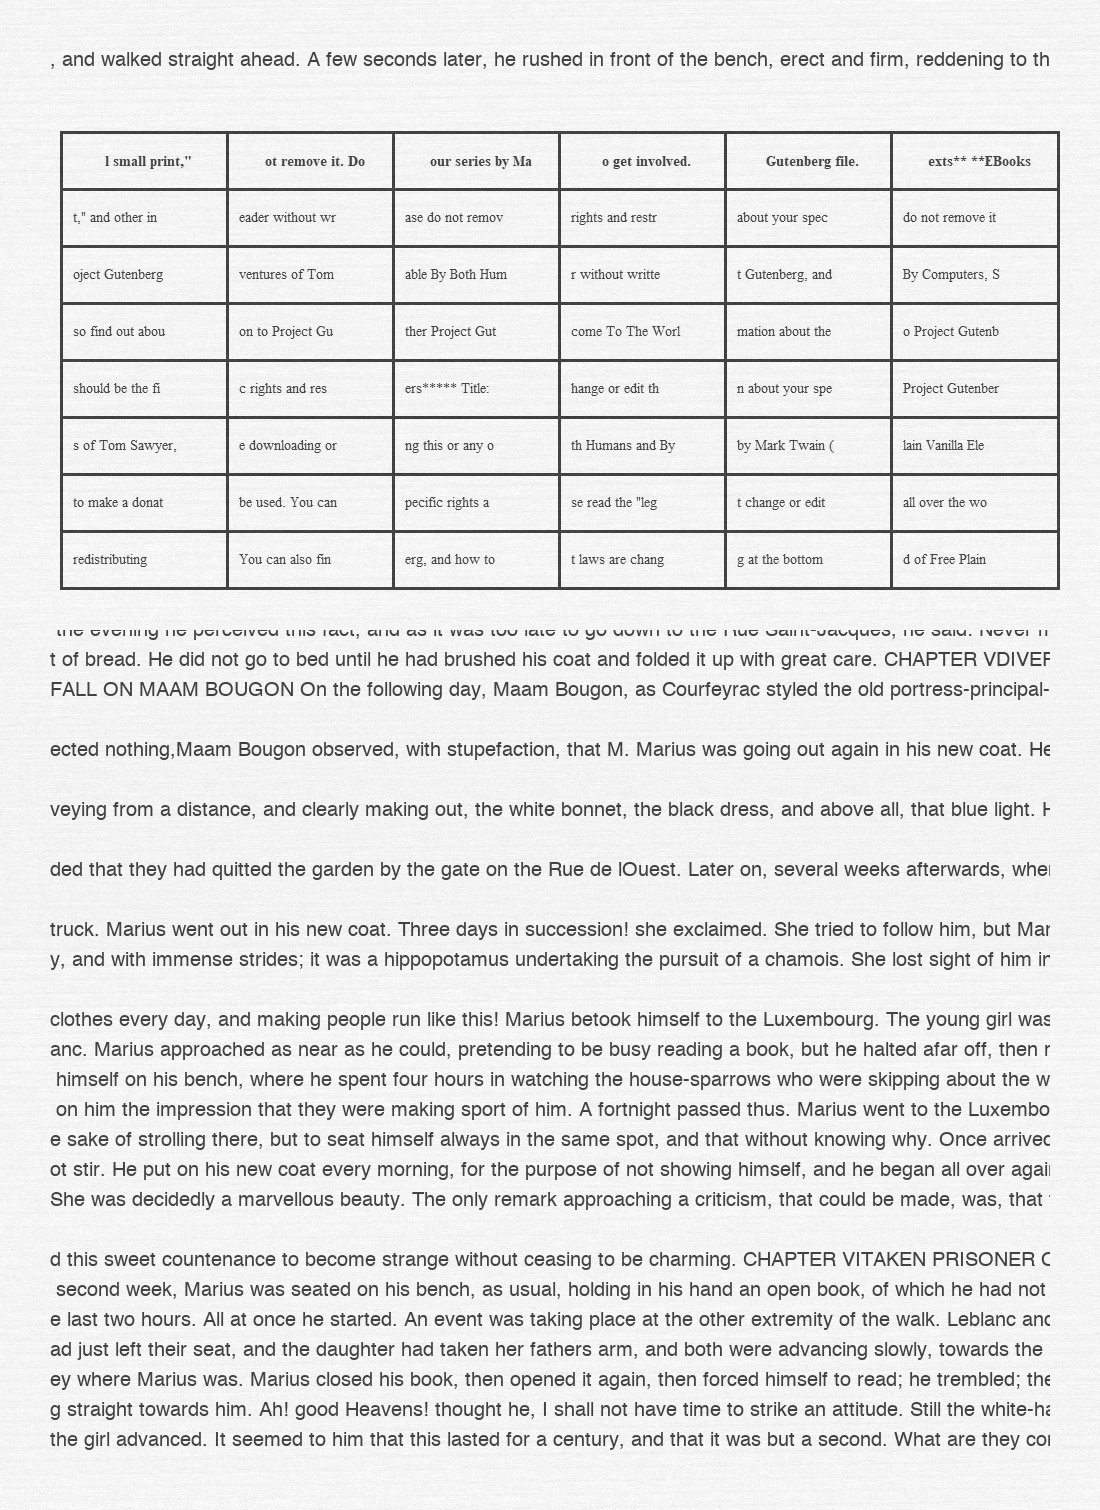 , and walked straight ahead. A few seconds later, he rushed in front of the bench, erect and firm, reddening to th
l small print," ot remove it. Do our series by Ma o get involved. Gutenberg file. exts** **EBooks
t," and other in eader without wr ase do not remov rights and restr about your spec do not remove it
oject Gutenberg ventures of Tom able By Both Hum r without writte t Gutenberg, and By Computers, S
so find out abou on to Project Gu ther Project Gut come To The Worl mation about the o Project Gutenb
should be the fi c rights and res ers***** Title: hange or edit th n about your spe Project Gutenber
s of Tom Sawyer, e downloading or ng this or any o th Humans and By by Mark Twain ( lain Vanilla Ele
to make a donat be used. You can pecific rights a se read the "leg t change or edit all over the wo
redistributing You can also fin erg, and how to t laws are chang g at the bottom d of Free Plain
the evening he perceived this fact, and as it was too late to go down to the Rue Saint-Jacques, he said: Never
t of bread. He did not go to bed until he had brushed his coat and folded it up with great care. CHAPTER VDIVER
FALL ON MAAM BOUGON On the following day, Maam Bougon, as Courfeyrac styled the old portress-principal-
ected nothing,Maam Bougon observed, with stupefaction, that M. Marius was going out again in his new coat. He
veying from a distance, and clearly making out, the white bonnet, the black dress, and above all, that blue light. H
ded that they had quitted the garden by the gate on the Rue de lOuest. Later on, several weeks afterwards, when
truck. Marius went out in his new coat. Three days in succession! she exclaimed. She tried to follow him, but Mar
y, and with immense strides; it was a hippopotamus undertaking the pursuit of a chamois. She lost sight of him in
clothes every day, and making people run like this! Marius betook himself to the Luxembourg. The young girl was
anc. Marius approached as near as he could, pretending to be busy reading a book, but he halted afar off, then r
himself on his bench, where he spent four hours in watching the house-sparrows who were skipping about the w
on him the impression that they were making sport of him. A fortnight passed thus. Marius went to the Luxembo
e sake of strolling there, but to seat himself always in the same spot, and that without knowing why. Once arrived
ot stir. He put on his new coat every morning, for the purpose of not showing himself, and he began all over again
She was decidedly a marvellous beauty. The only remark approaching a criticism, that could be made, was, that
d this sweet countenance to become strange without ceasing to be charming. CHAPTER VITAKEN PRISONER O
second week, Marius was seated on his bench, as usual, holding in his hand an open book, of which he had not
e last two hours. All at once he started. An event was taking place at the other extremity of the walk. Leblanc and
ad just left their seat, and the daughter had taken her fathers arm, and both were advancing slowly, towards the
ey where Marius was. Marius closed his book, then opened it again, then forced himself to read; he trembled; the
g straight towards him. Ah! good Heavens! thought he, I shall not have time to strike an attitude. Still the white-ha
the girl advanced. It seemed to him that this lasted for a century, and that it was but a second. What are they co